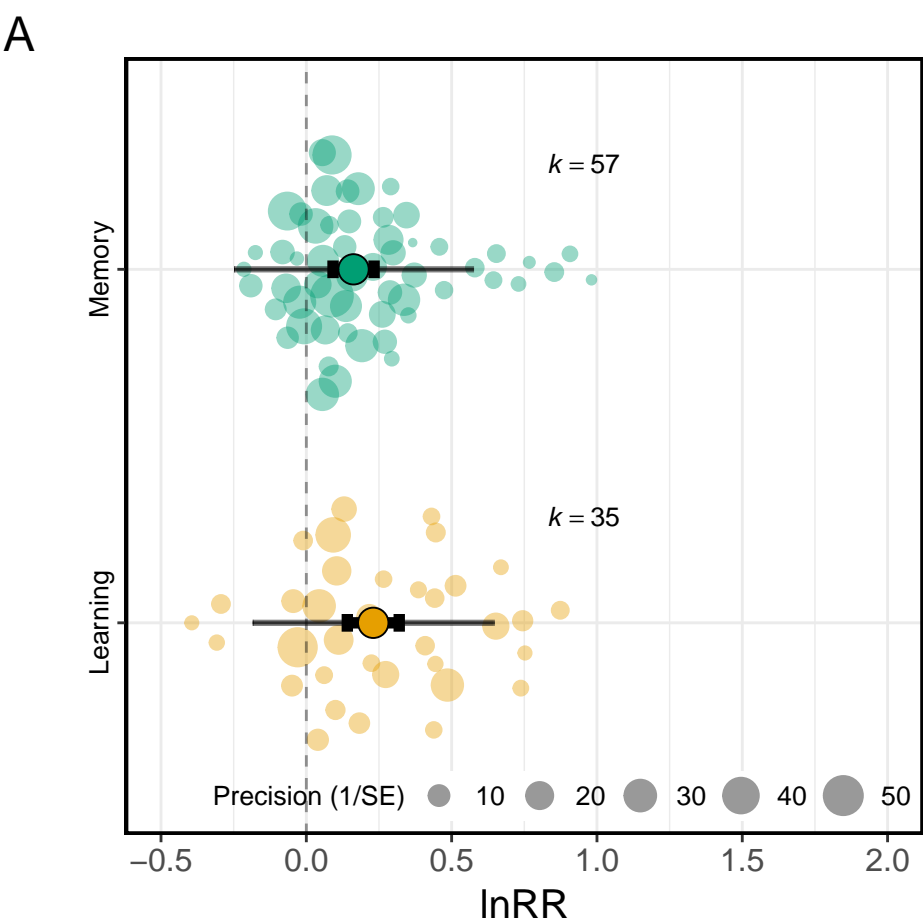 A
k = 57
Memory
k = 35
Learning
Precision (1/SE) 10 20 30 40 50
−0.5 0.0 0.5 1.0 1.5 2.0
lnRR